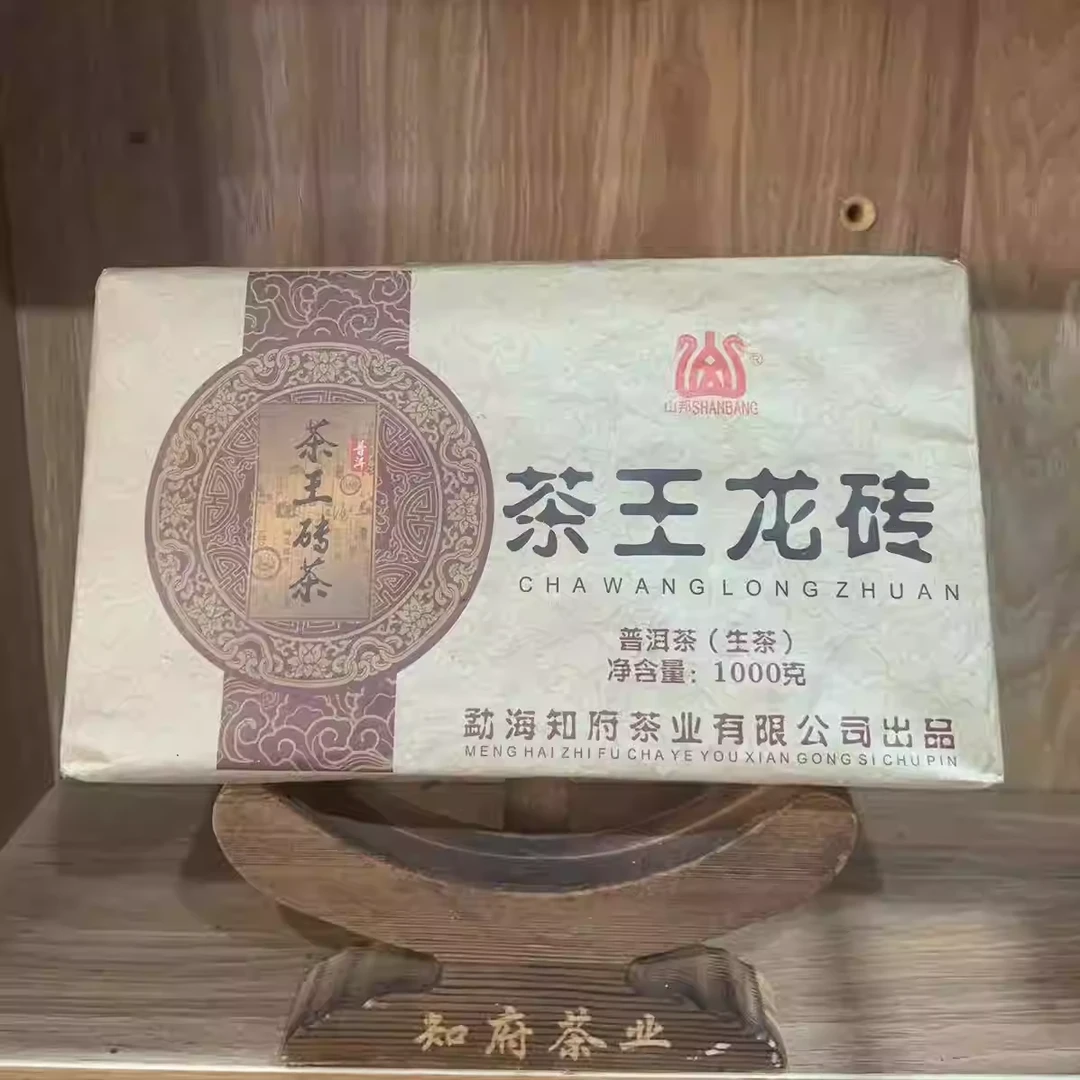 茶王砖茶
普洱
山邦SHANBANG
®
茶王龙砖
CHA WANG LONG ZHUAN
普洱茶（生茶）
净含量：1000克
勐海知府茶业有限公司出品
MENG HAI ZHI FU CHA YE YOU XIAN GONG SI CHU PIN
知府茶业